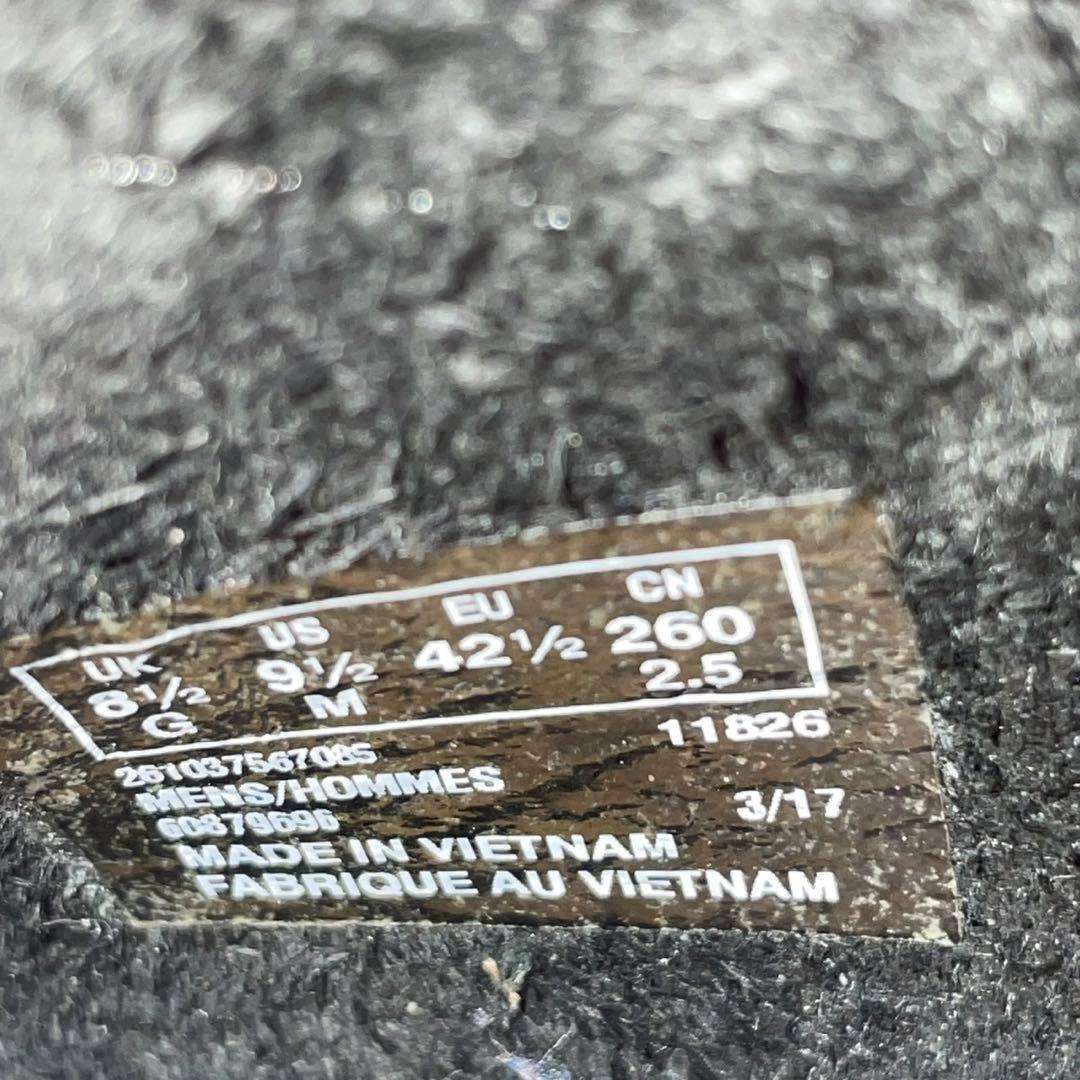 UK US EU CN
8½ 9½ 42½ 260
G M 2.5
261037567085 11826
MENS/HOMMES
60879696 3/17
MADE IN VIETNAM
FABRIQUE AU VIETNAM